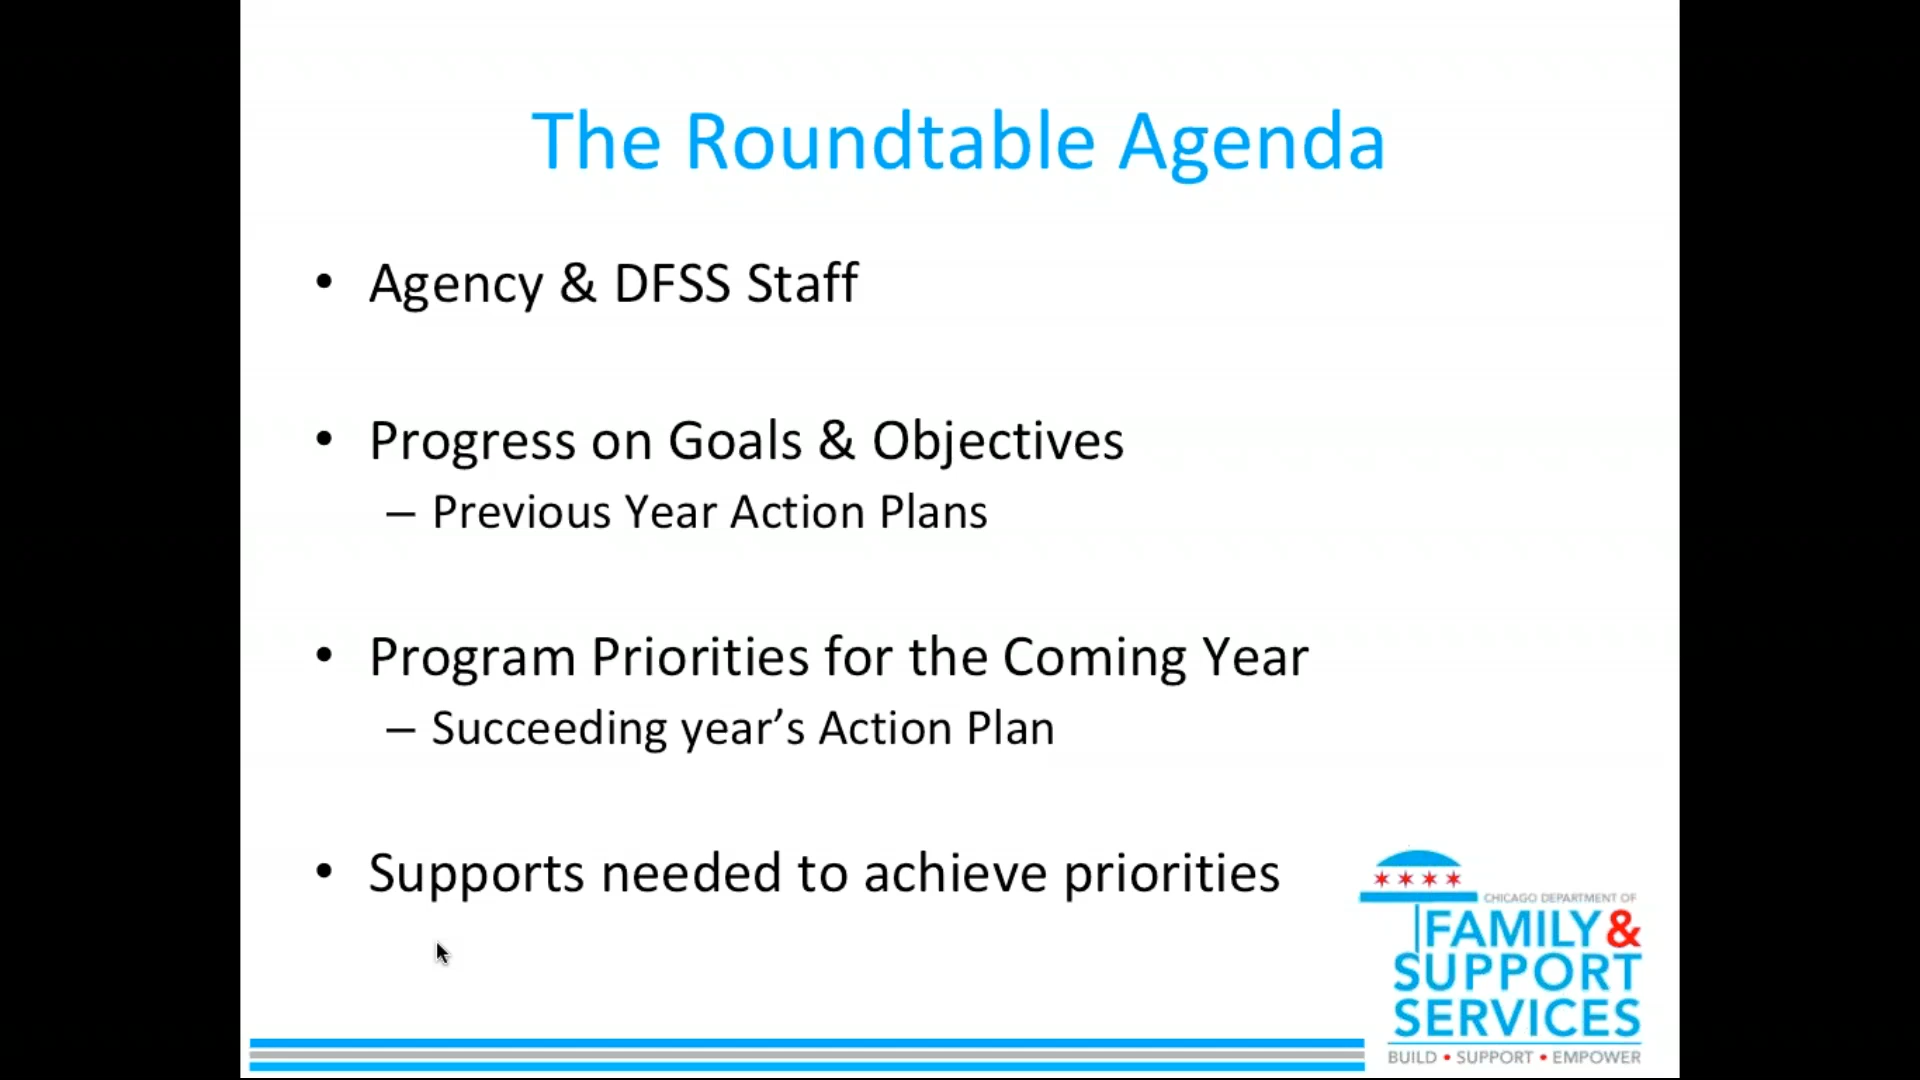 The Roundtable Agenda
• Agency & DFSS Staff
• Progress on Goals & Objectives
– Previous Year Action Plans
• Program Priorities for the Coming Year
– Succeeding year’s Action Plan
• Supports needed to achieve priorities
CHICAGO DEPARTMENT OF
FAMILY &
SUPPORT
SERVICES
BUILD • SUPPORT • EMPOWER